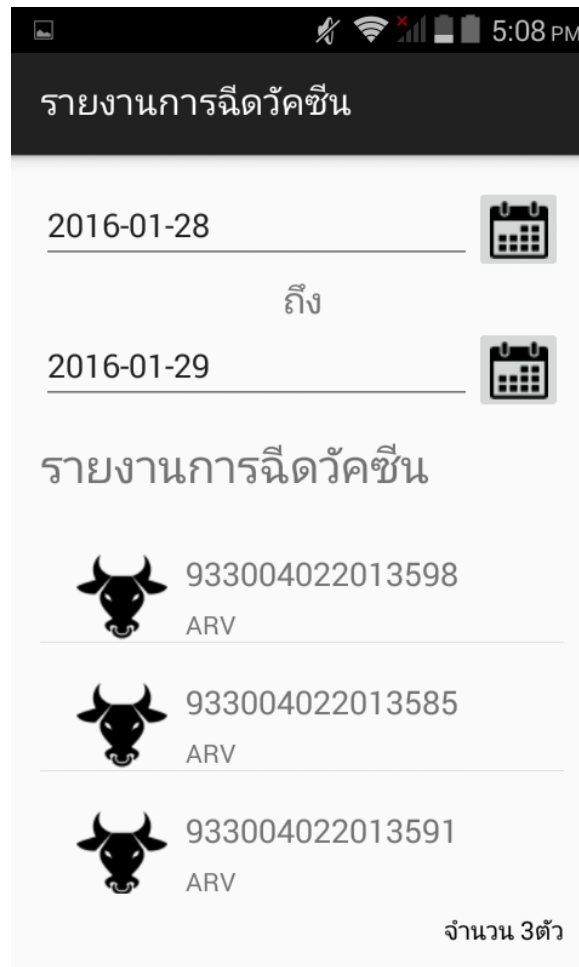 5:08 PM
รายงานการฉีดวัคซีน
2016-01-28
ถึง
2016-01-29
รายงานการฉีดวัคซีน
933004022013598
ARV
933004022013585
ARV
933004022013591
ARV
จำนวน 3ตัว